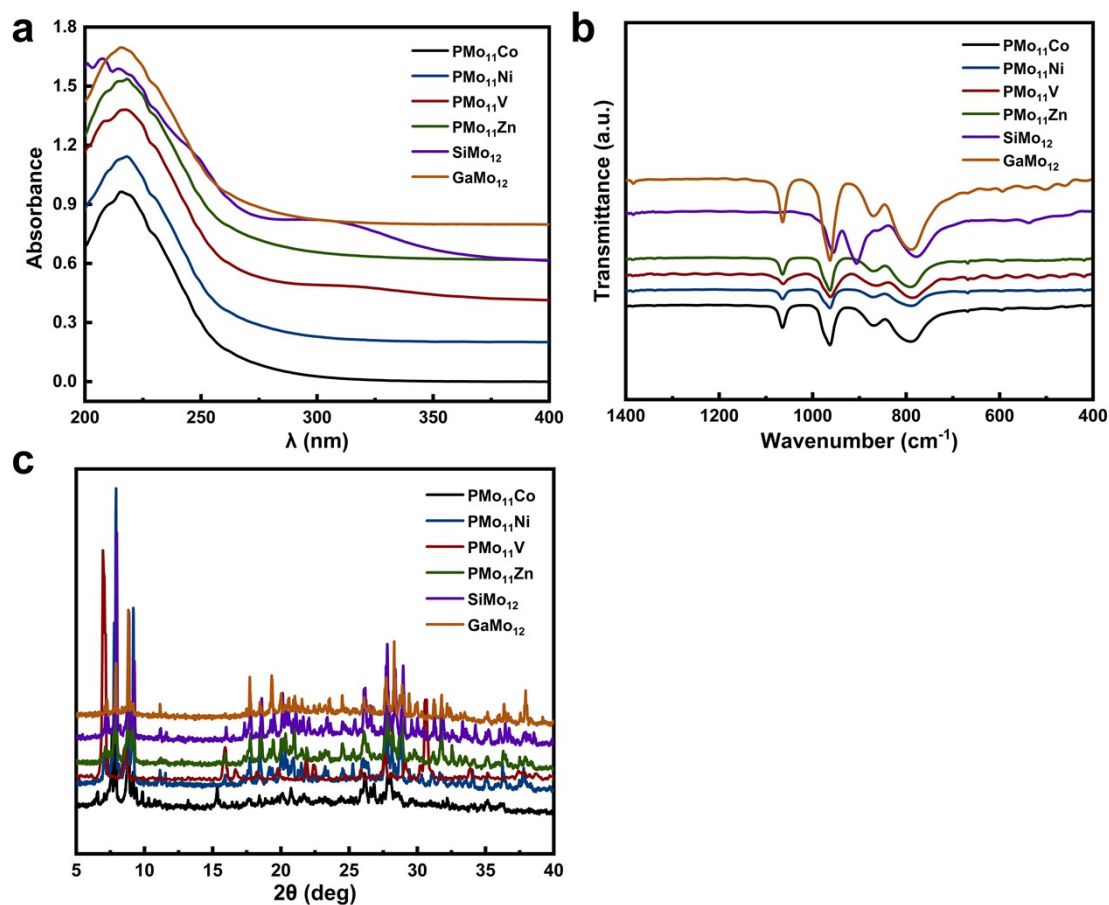 a
1.8
1.5
1.2
0.9
0.6
0.3
0.0
Absorbance
PMo₁₁Co
PMo₁₁Ni
PMo₁₁V
PMo₁₁Zn
SiMo₁₂
GaMo₁₂
200 250 300 350 400
λ (nm)
b
Transmittance (a.u.)
PMo₁₁Co
PMo₁₁Ni
PMo₁₁V
PMo₁₁Zn
SiMo₁₂
GaMo₁₂
1400 1200 1000 800 600 400
Wavenumber (cm⁻¹)
c
PMo₁₁Co
PMo₁₁Ni
PMo₁₁V
PMo₁₁Zn
SiMo₁₂
GaMo₁₂
5 10 15 20 25 30 35 40
2θ (deg)